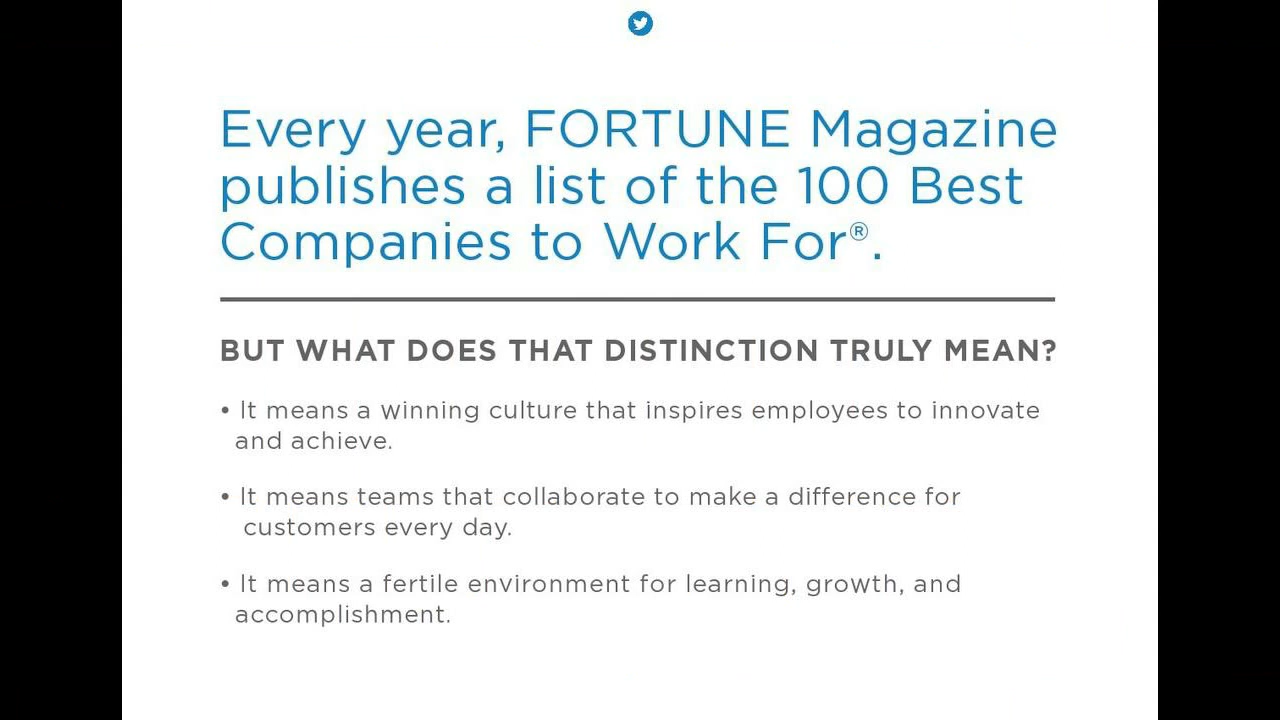 Every year, FORTUNE Magazine
publishes a list of the 100 Best
Companies to Work For®.
BUT WHAT DOES THAT DISTINCTION TRULY MEAN?
• It means a winning culture that inspires employees to innovate
and achieve.
• It means teams that collaborate to make a difference for
customers every day.
• It means a fertile environment for learning, growth, and
accomplishment.